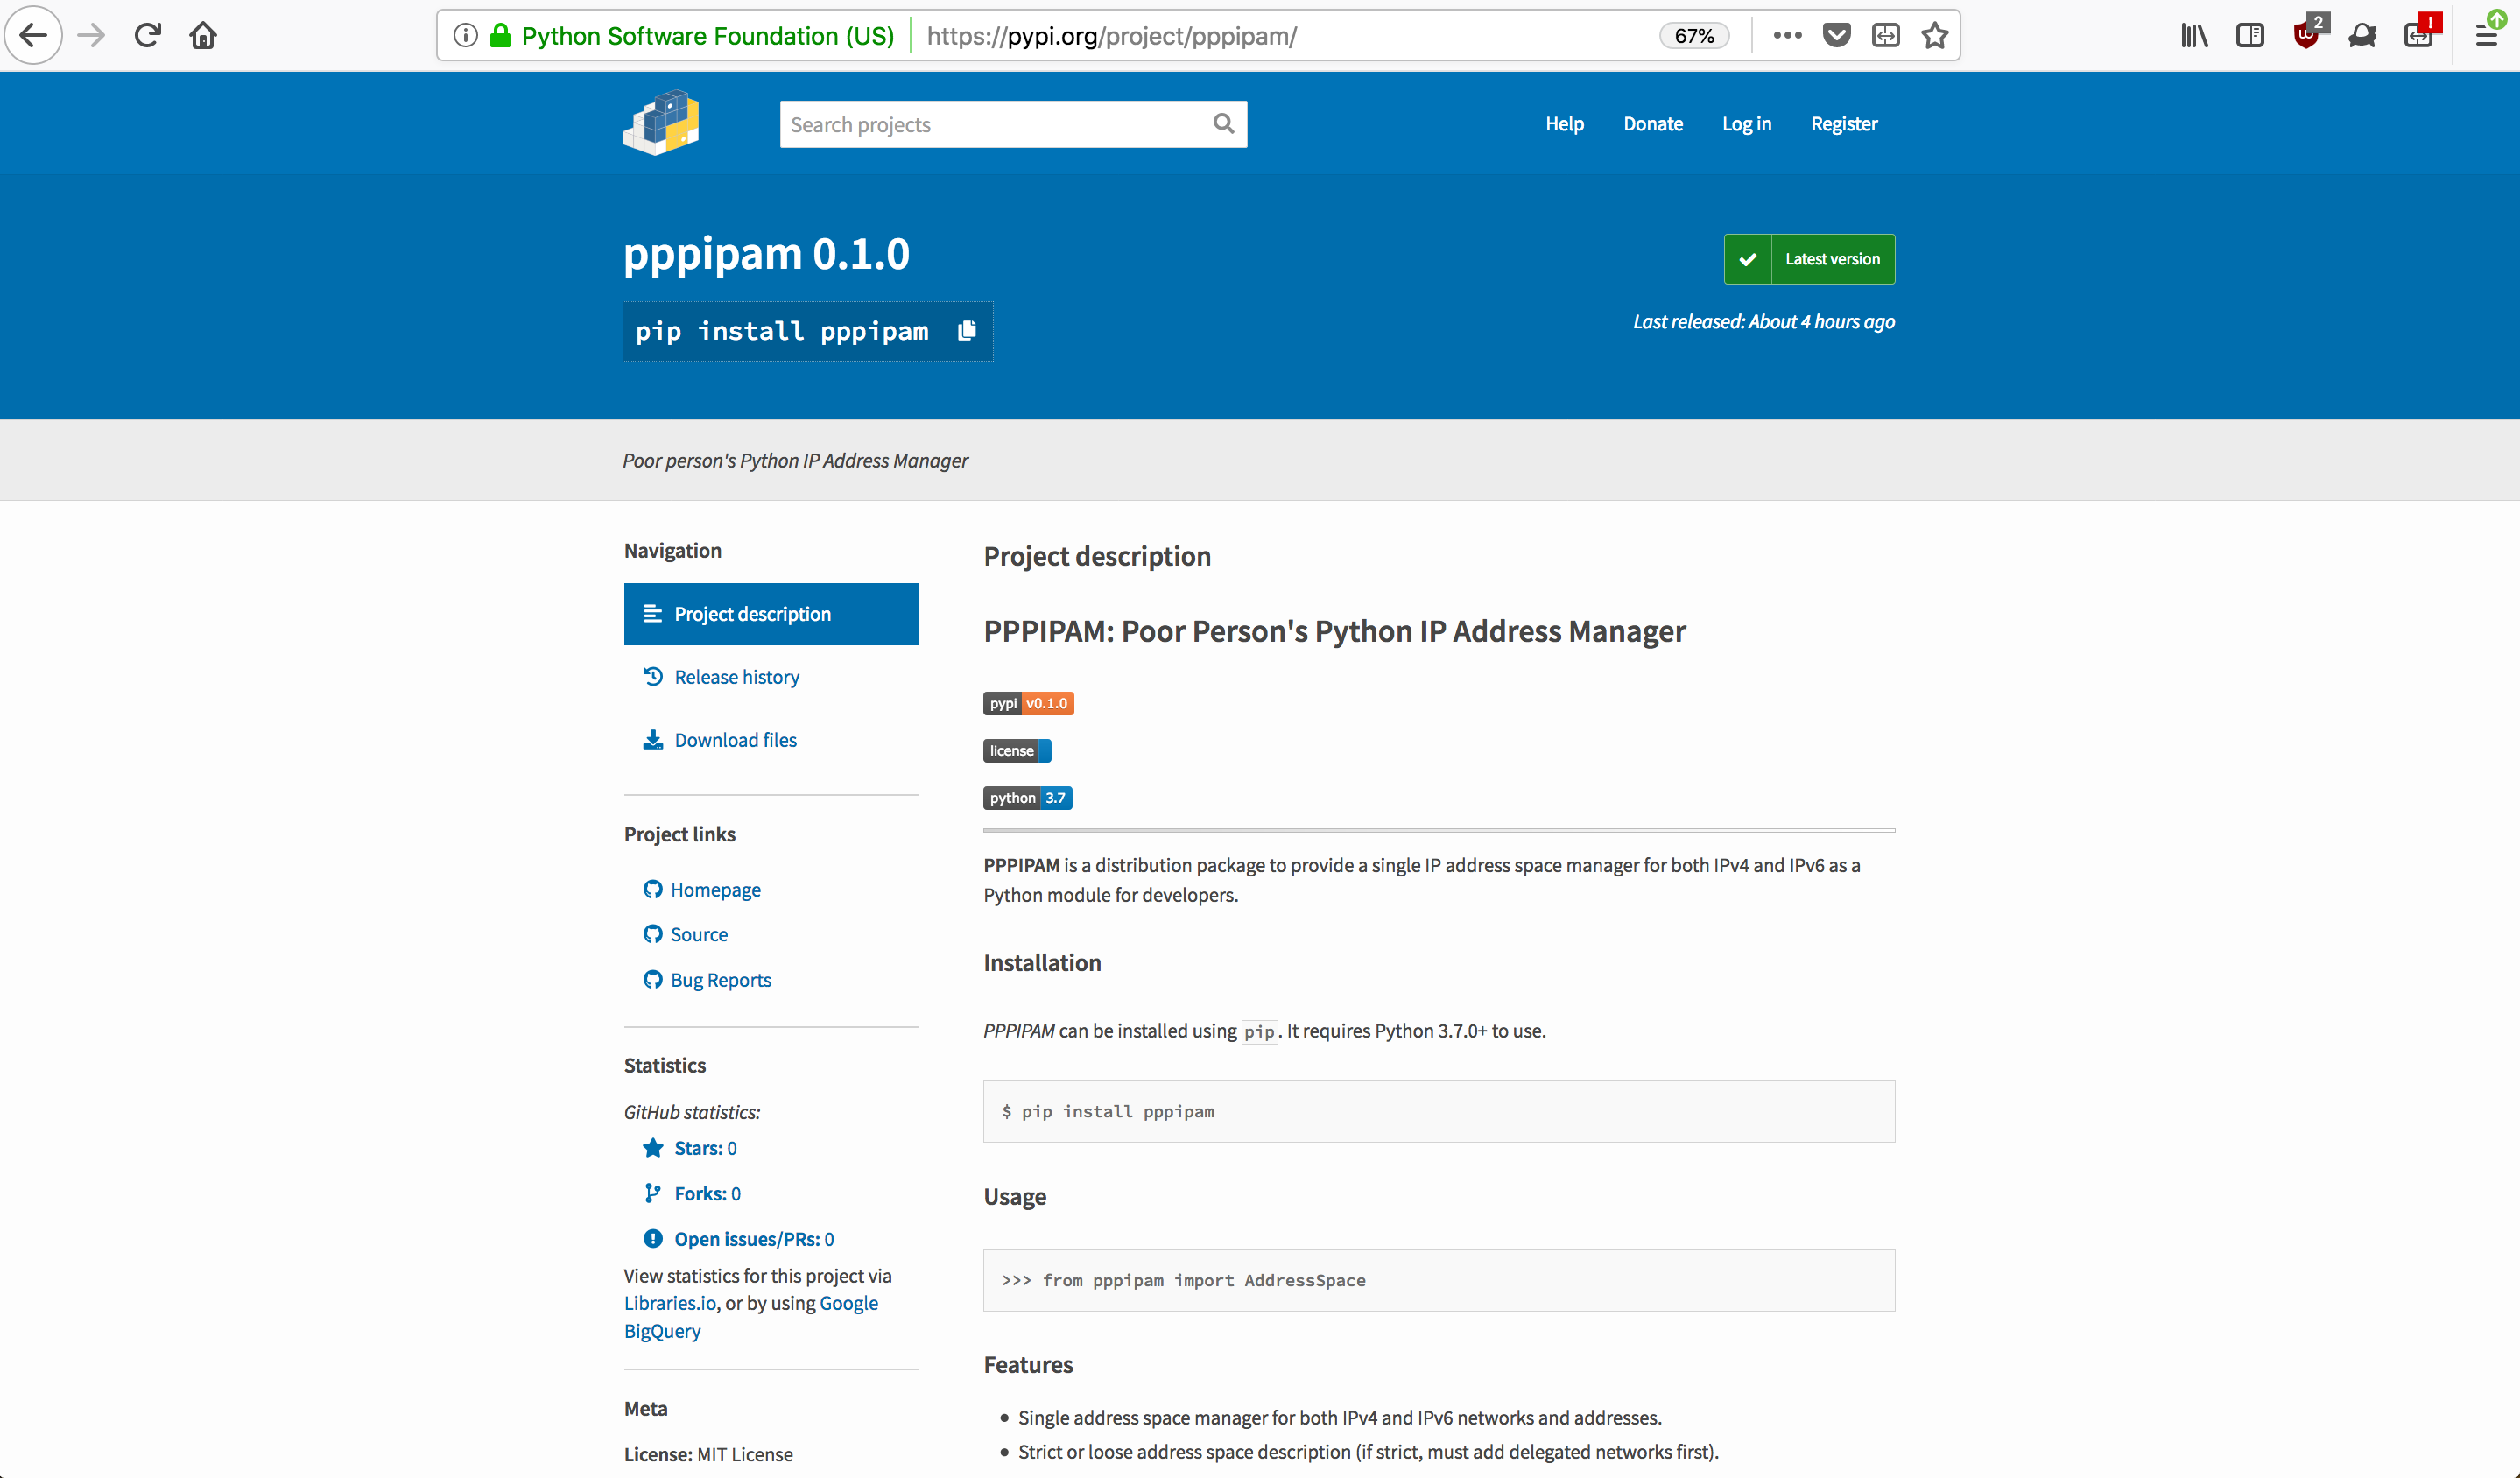 Python Software Foundation (US)
https://pypi.org/project/pppipam/
67%
2
!
Search projects
Help
Donate
Log in
Register
pppipam 0.1.0
Latest version
pip install pppipam
Last released: About 4 hours ago
Poor person's Python IP Address Manager
Navigation
Project description
Release history
Download files
Project links
Homepage
Source
Bug Reports
Statistics
GitHub statistics:
Stars: 0
Forks: 0
Open issues/PRs: 0
View statistics for this project via
Libraries.io, or by using Google
BigQuery
Meta
License: MIT License
Project description
PPPIPAM: Poor Person's Python IP Address Manager
pypi v0.1.0
license
python 3.7
PPPIPAM is a distribution package to provide a single IP address space manager for both IPv4 and IPv6 as a
Python module for developers.
Installation
PPPIPAM can be installed using pip. It requires Python 3.7.0+ to use.
$ pip install pppipam
Usage
>>> from pppipam import AddressSpace
Features
• Single address space manager for both IPv4 and IPv6 networks and addresses.
• Strict or loose address space description (if strict, must add delegated networks first).